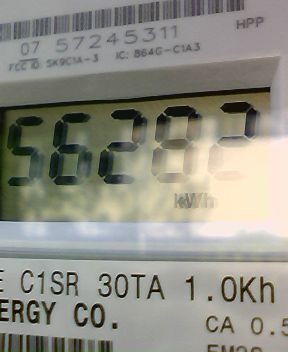 HPP
07 57245311
FCC ID: SK9C1A-3 IC: 864G-C1A3
56282
kWh
E C1SR 30TA 1.0Kh
NERGY CO.
CA 0.5